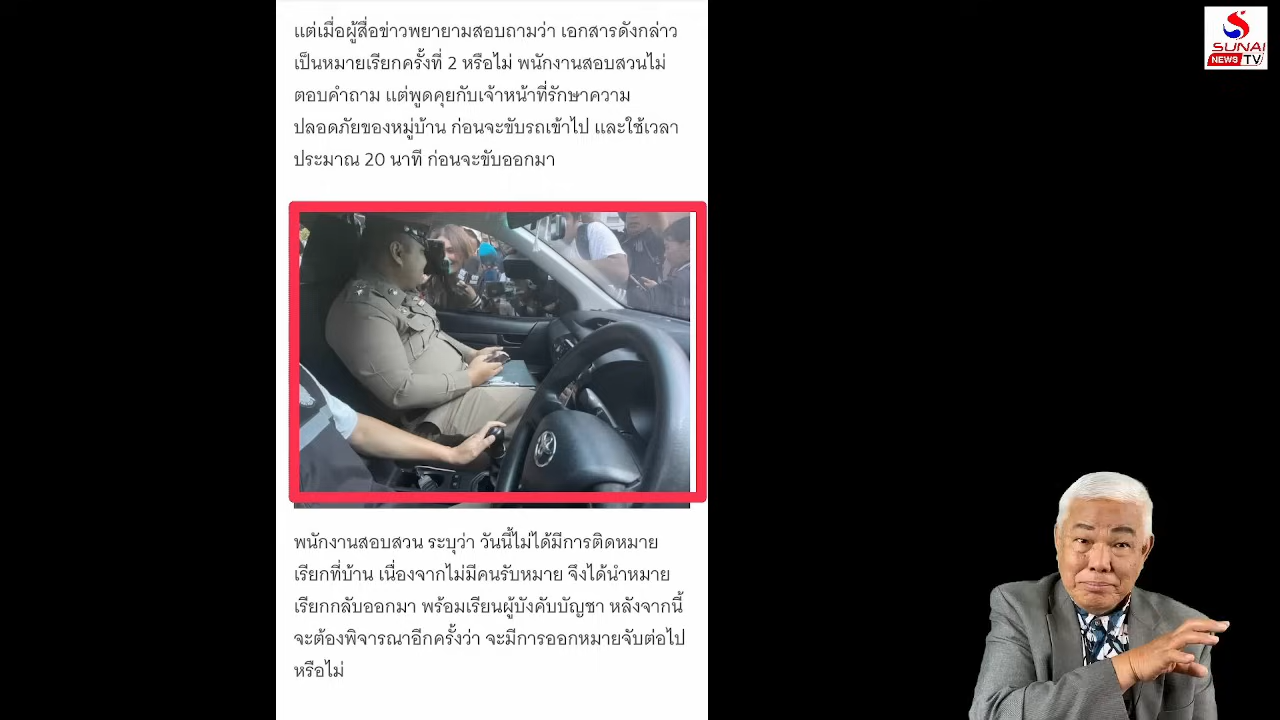 แต่เมื่อผู้สื่อข่าวพยายามสอบถามว่า เอกสารดังกล่าว
เป็นหมายเรียกครั้งที่ 2 หรือไม่ พนักงานสอบสวนไม่
ตอบคำถาม แต่พูดคุยกับเจ้าหน้าที่รักษาความ
ปลอดภัยของหมู่บ้าน ก่อนจะขับรถเข้าไป และใช้เวลา
ประมาณ 20 นาที ก่อนจะขับออกมา
พนักงานสอบสวน ระบุว่า วันนี้ไม่ได้มีการติดหมาย
เรียกที่บ้าน เนื่องจากไม่มีคนรับหมาย จึงได้นำหมาย
เรียกกลับออกมา พร้อมเรียนผู้บังคับบัญชา หลังจากนี้
จะต้องพิจารณาอีกครั้งว่า จะมีการออกหมายจับต่อไป
หรือไม่
SUNAI
NEWS TV